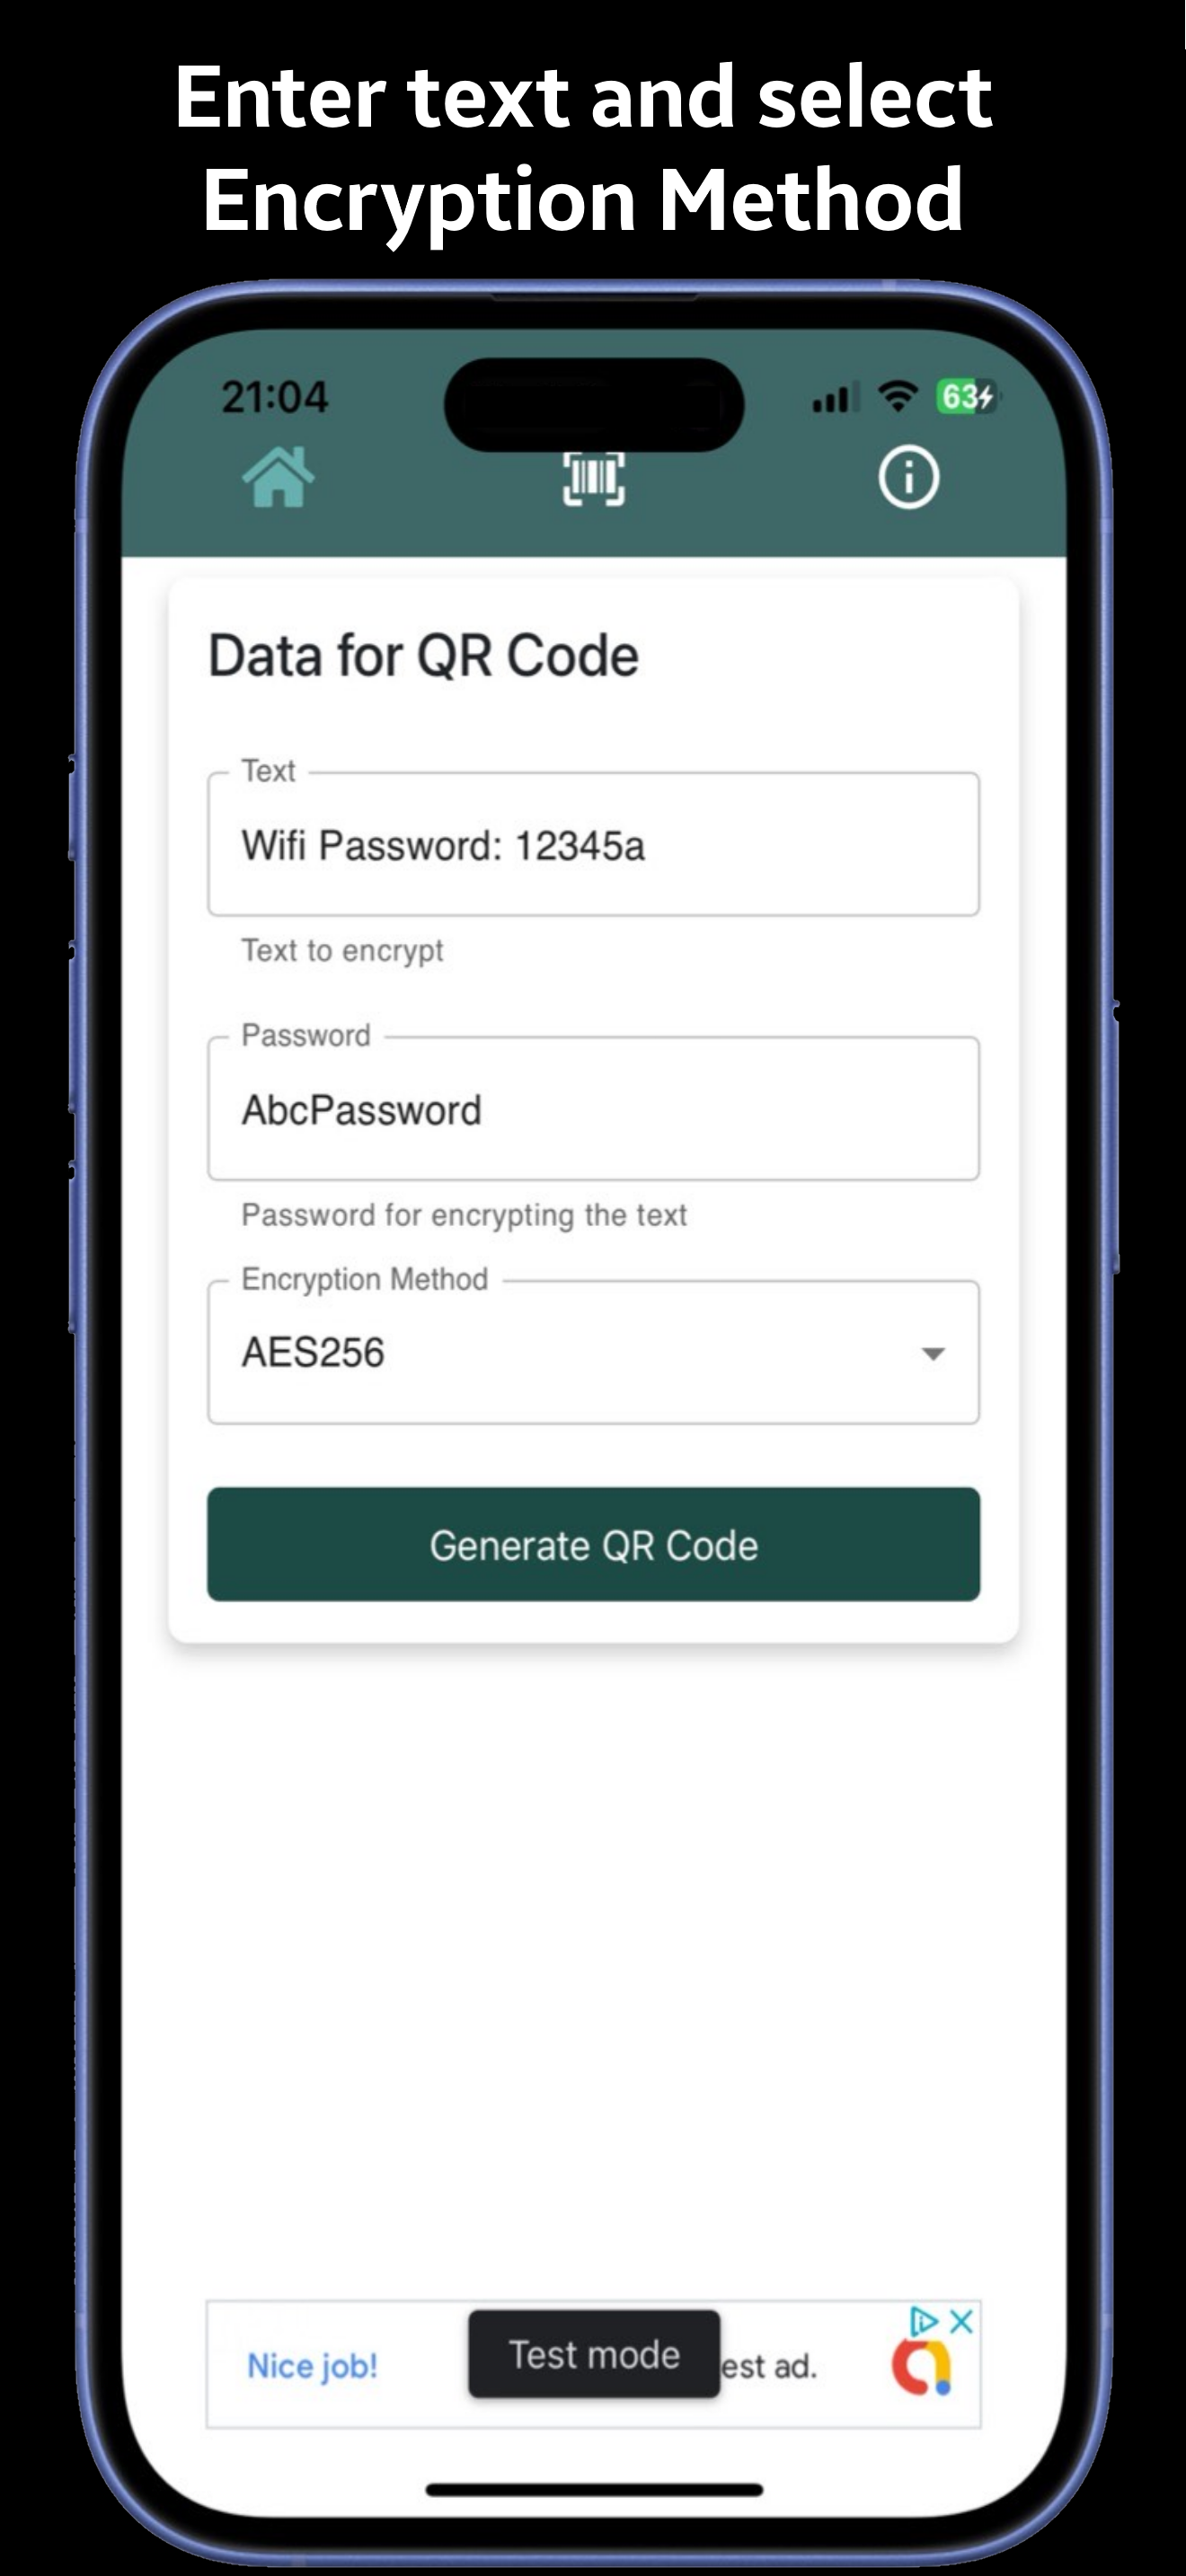 Enter text and select
Encryption Method
21:04
63
Data for QR Code
Text
Wifi Password: 12345a
Text to encrypt
Password
AbcPassword
Password for encrypting the text
Encryption Method
AES256
Generate QR Code
Nice job!
Test mode
est ad.